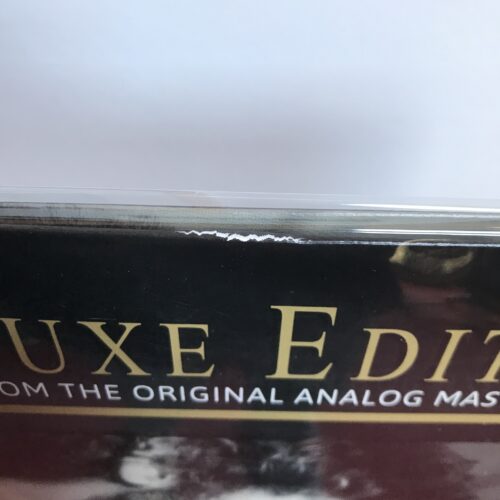 UXE EDIT
OM THE ORIGINAL ANALOG MAS